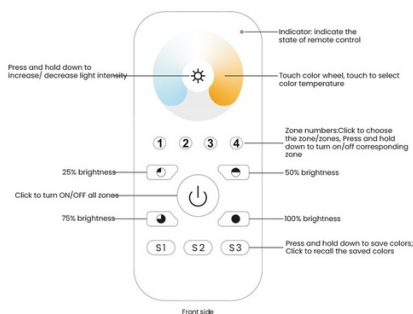 Indicator: indicate the
state of remote control
Press and hold down to
increase/ decrease light intensity
Touch color wheel, touch to select
color temperature
Zone numbers:Click to choose
the zone/zones, Press and hold
down to turn on/off corresponding
zone
1 2 3 4
25% brightness
50% brightness
Click to turn ON/OFF all zones
75% brightness
100% brightness
S1 S2 S3
Press and hold down to save colors;
Click to recall the saved colors
Front side